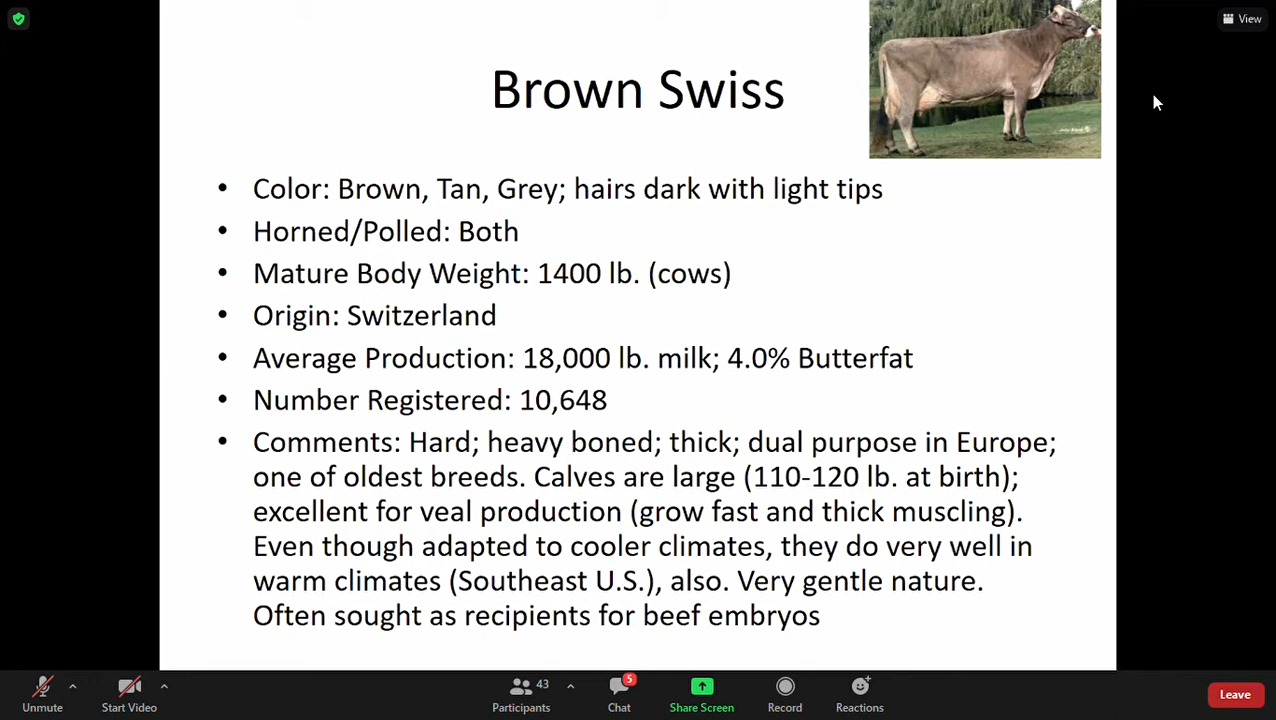 View
Brown Swiss
• Color: Brown, Tan, Grey; hairs dark with light tips
• Horned/Polled: Both
• Mature Body Weight: 1400 lb. (cows)
• Origin: Switzerland
• Average Production: 18,000 lb. milk; 4.0% Butterfat
• Number Registered: 10,648
• Comments: Hard; heavy boned; thick; dual purpose in Europe;
one of oldest breeds. Calves are large (110-120 lb. at birth);
excellent for veal production (grow fast and thick muscling).
Even though adapted to cooler climates, they do very well in
warm climates (Southeast U.S.), also. Very gentle nature.
Often sought as recipients for beef embryos
43
5
Unmute
Start Video
Participants
Chat
Share Screen
Record
Reactions
Leave